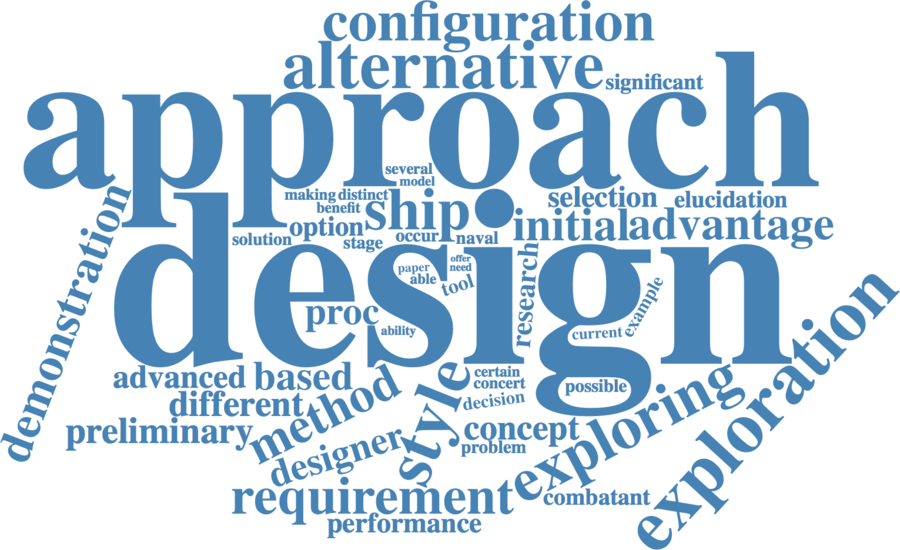 configuration
alternative
significant
approach
several
model
making
distinct
benefit
ship
selection
elucidation
solution
option
stage
occur
naval
initial
advantage
demonstration
design
paper
able
offer
need
tool
research
proc
ability
current
example
advanced
based
different
preliminary
method
designer
style
certain
concert
decision
possible
concept
problem
exploring
exploration
requirement
performance
combatant